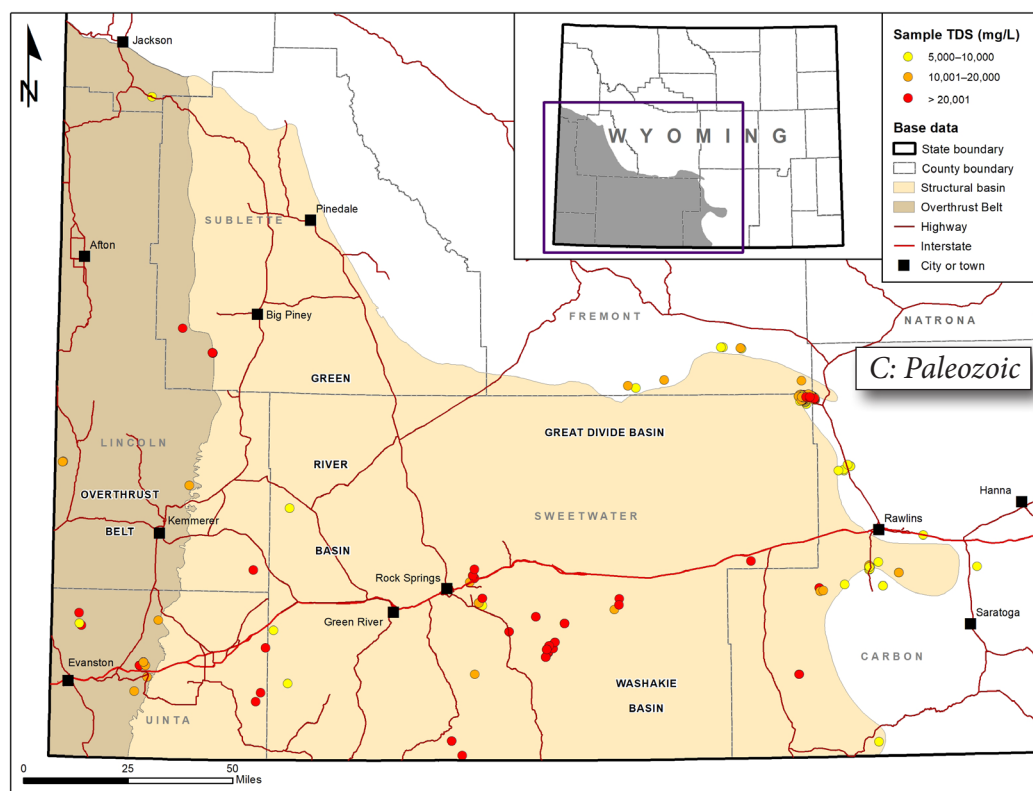 Jackson
N
SUBLETTE
Pinedale
Afton
Big Piney
GREEN
FREMONT
NATRONA
WYOMING
Sample TDS (mg/L)
5,000–10,000
10,001–20,000
> 20,001
Base data
State boundary
County boundary
Structural basin
Overthrust Belt
Highway
Interstate
City or town
C: Paleozoic
GREAT DIVIDE BASIN
LINCOLN
RIVER
OVERTHRUST
BELT
Kemmerer
SWEETWATER
Hanna
Rawlins
BASIN
Rock Springs
Green River
Saratoga
Evanston
CARBON
WASHAKIE
BASIN
UINTA
0 25 50
Miles